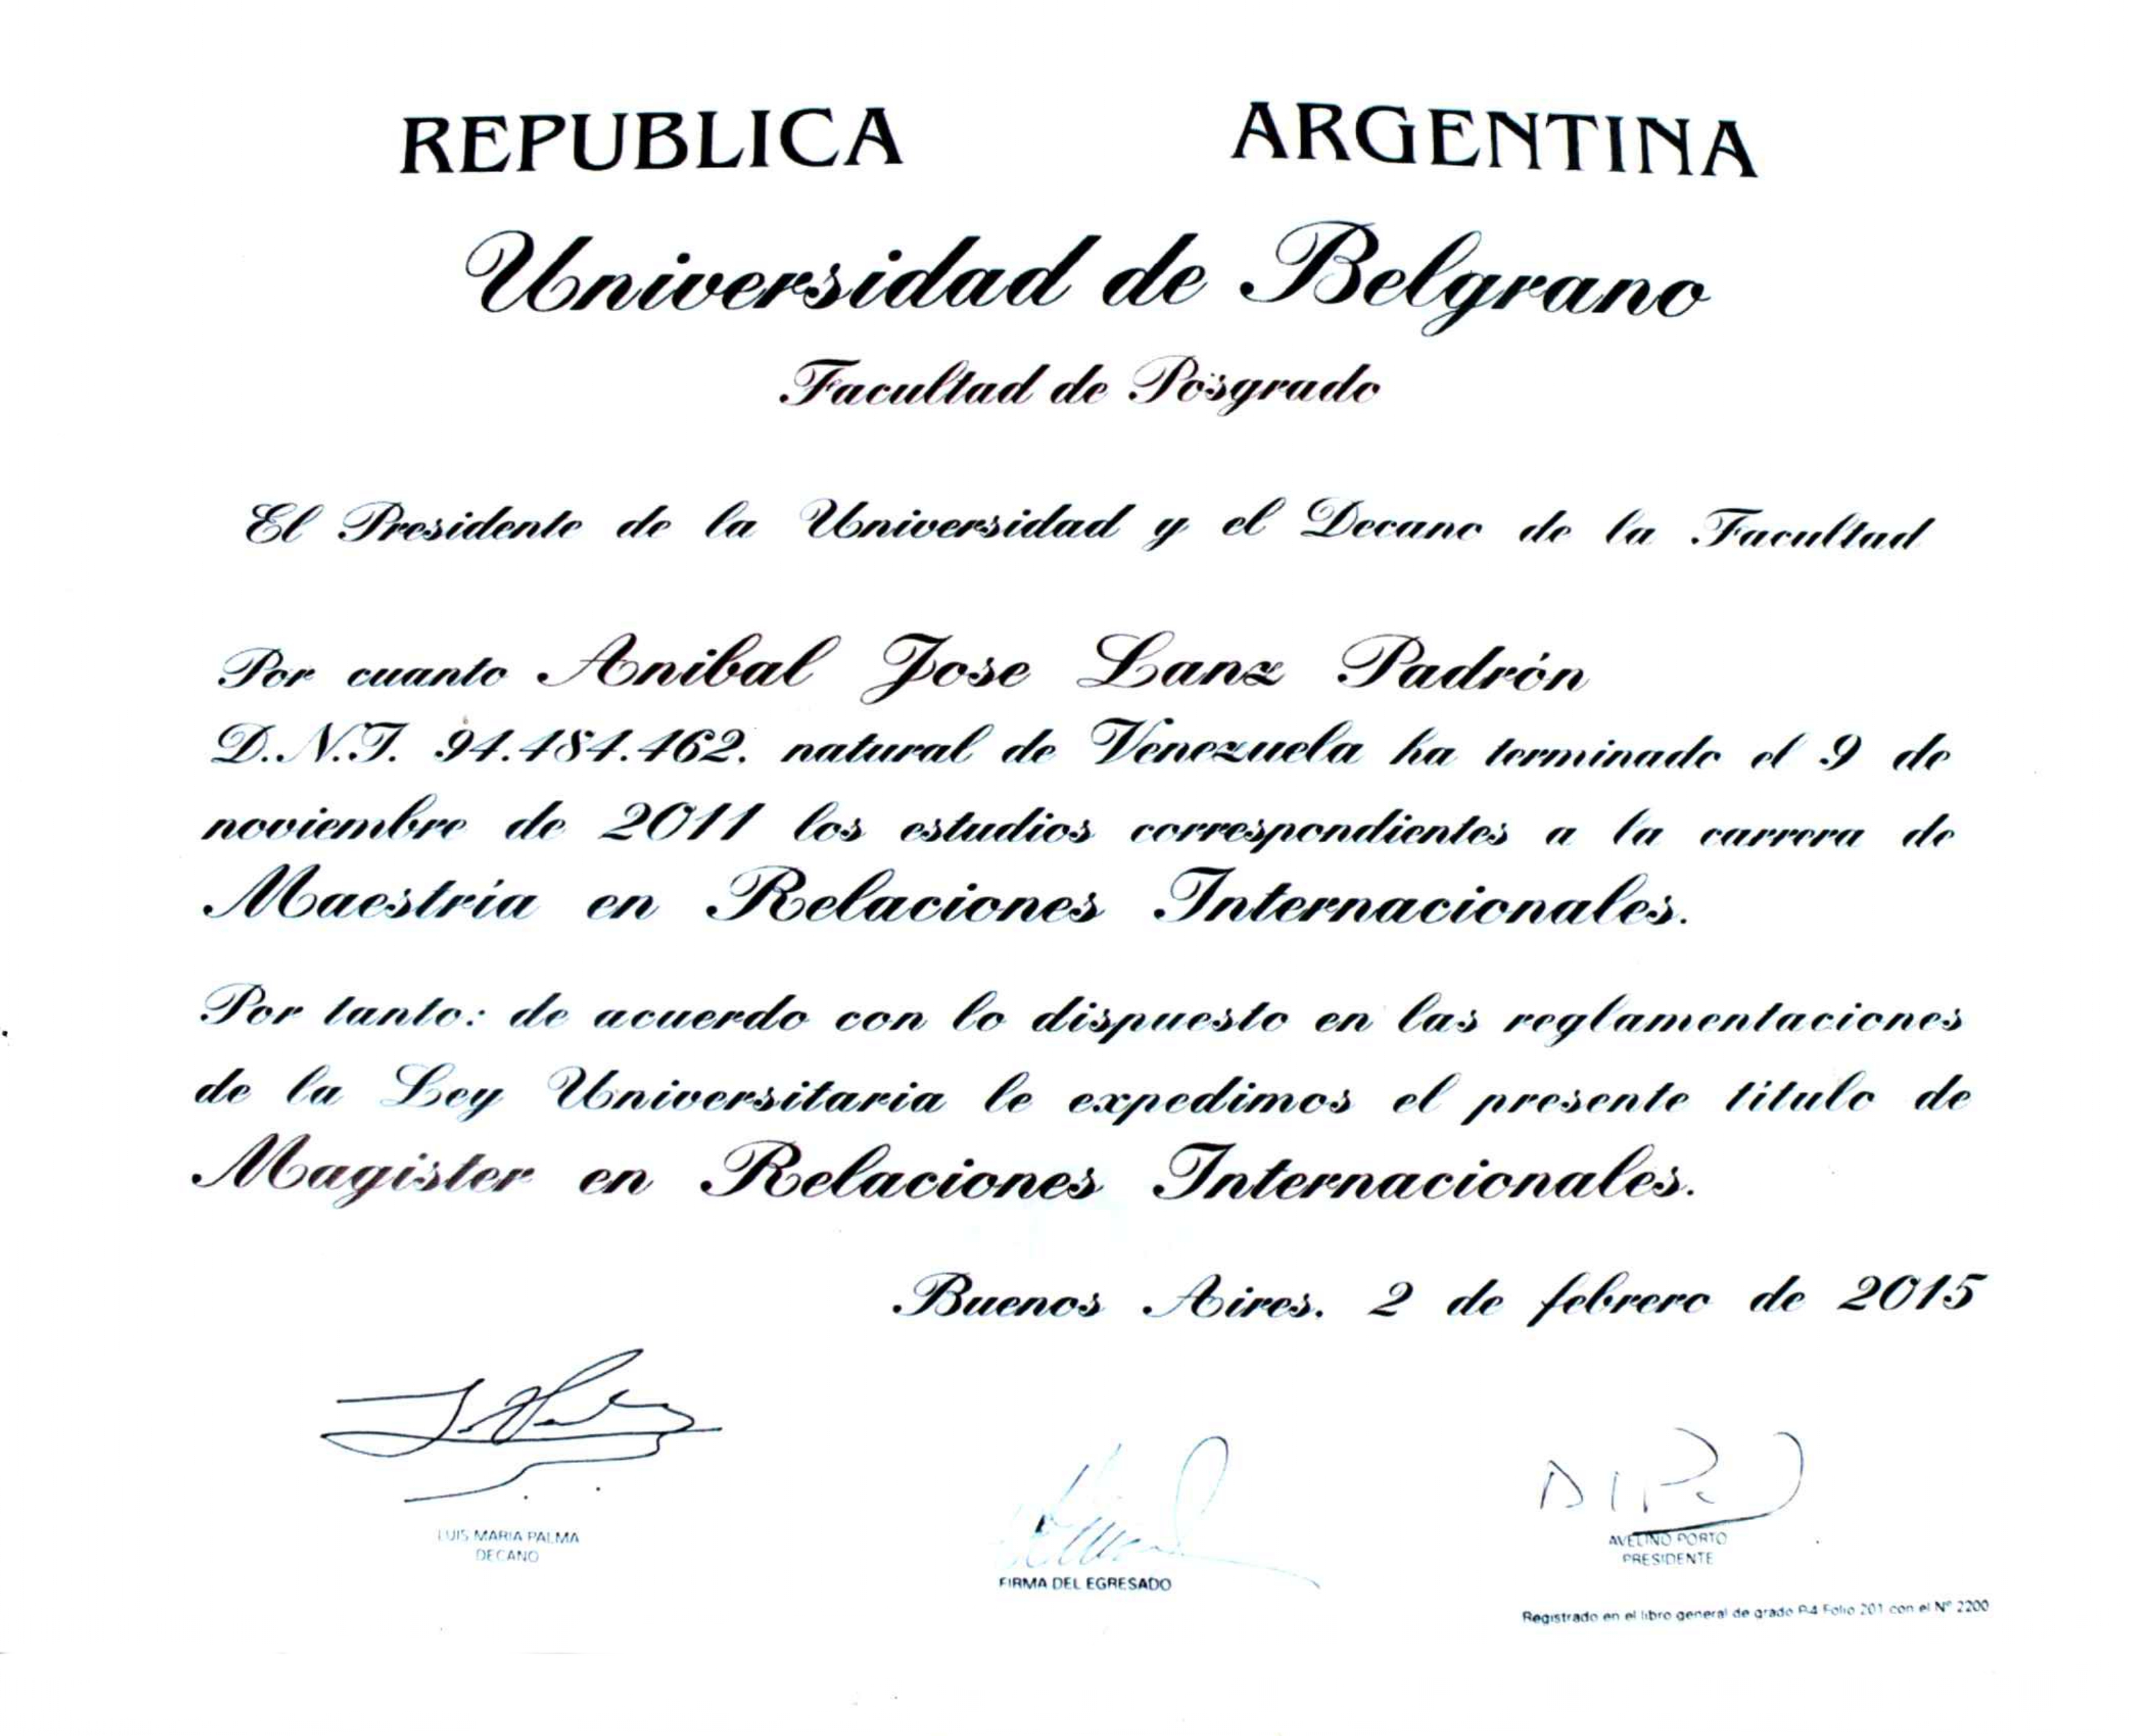 REPUBLICA ARGENTINA
Universidad de Belgrano
Facultad de Posgrado
El Presidente de la Universidad y el Decano de la Facultad
Por cuanto Anibal Jose Lanz Padrón
D.N.I. 94.484.462. natural de Venezuela ha terminado el 9 de
noviembre de 2011 los estudios correspondientes a la carrera de
Maestría en Relaciones Internacionales.
Por tanto: de acuerdo con lo dispuesto en las reglamentaciones
de la Ley Universitaria le expedimos el presente título de
Magister en Relaciones Internacionales.
Buenos Aires, 2 de febrero de 2015
LUIS MARIA PALMA
DECANO
FIRMA DEL EGRESADO
AVELINO PORTO
PRESIDENTE
Registrado en el libro general de grado P4 Folio 201 con el Nº 2200